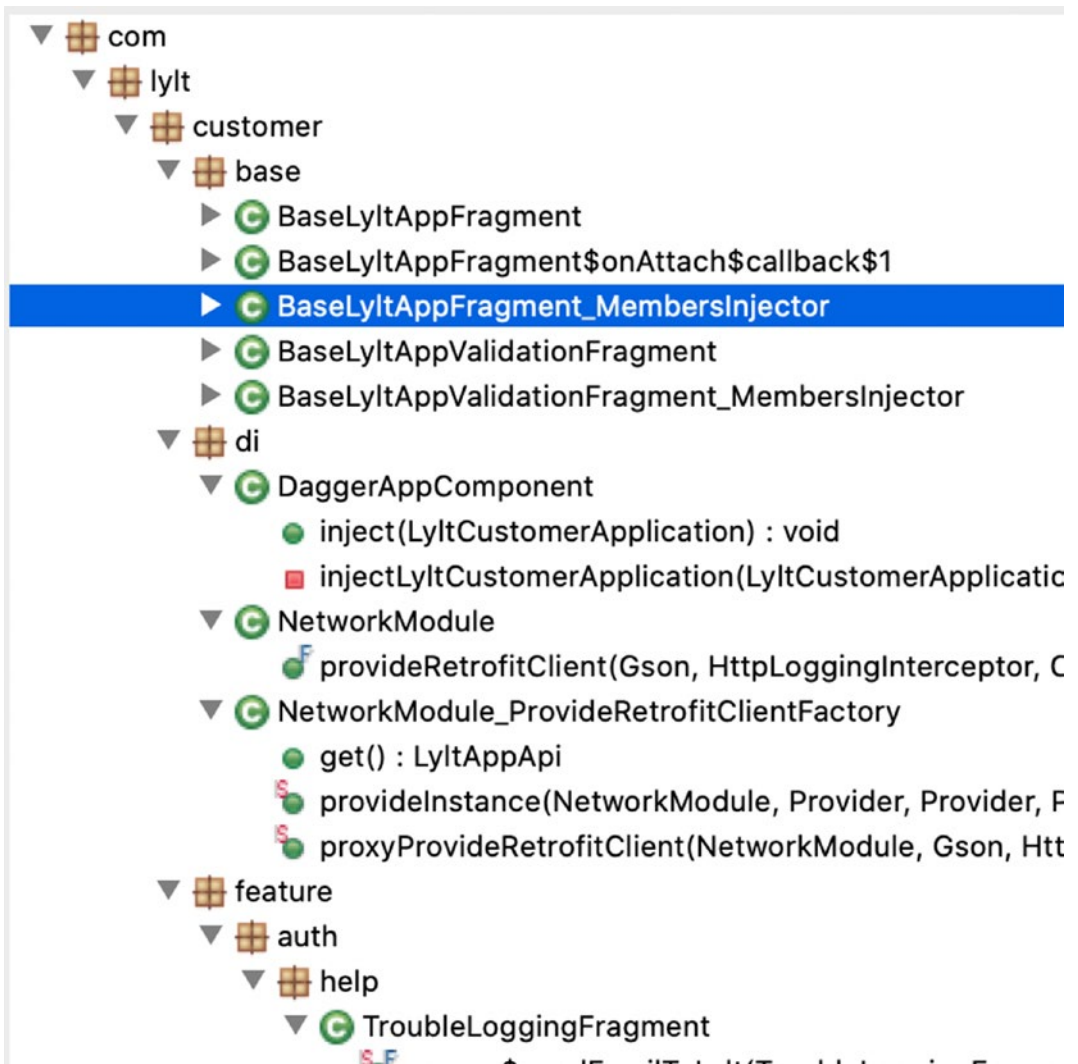 com
lylt
customer
base
BaseLyltAppFragment
BaseLyltAppFragment$onAttach$callback$1
BaseLyltAppFragment_MembersInjector
BaseLyltAppValidationFragment
BaseLyltAppValidationFragment_MembersInjector
di
DaggerAppComponent
inject(LyltCustomerApplication) : void
injectLyltCustomerApplication(LyltCustomerApplicatio
NetworkModule
provideRetrofitClient(Gson, HttpLoggingInterceptor, C
NetworkModule_ProvideRetrofitClientFactory
get() : LyltAppApi
provideInstance(NetworkModule, Provider, Provider, P
proxyProvideRetrofitClient(NetworkModule, Gson, Htt
feature
auth
help
TroubleLoggingFragment